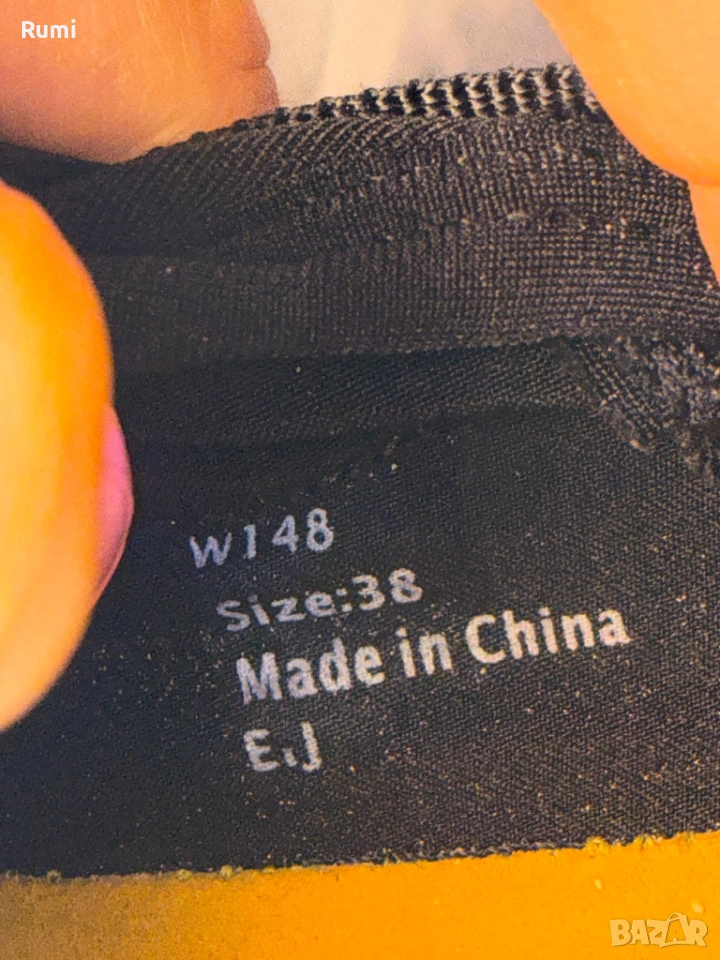 Rumi
W148
Size:38
Made in China
E.J
BAZAR